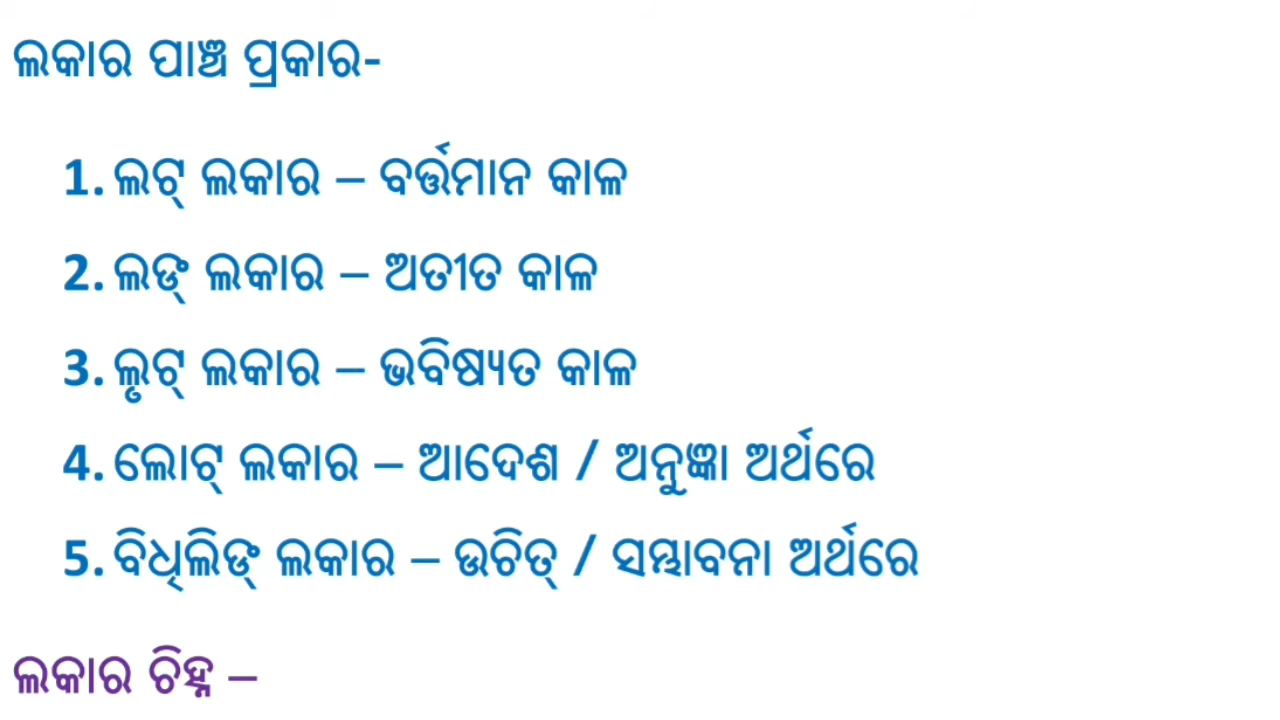 ଲକାର ପାଞ୍ଚ ପ୍ରକାର-
1. ଲଟ୍ ଲକାର – ବର୍ତ୍ତମାନ କାଳ
2. ଲଙ୍ ଲକାର – ଅତୀତ କାଳ
3. ଲୃଟ୍ ଲକାର – ଭବିଷ୍ୟତ କାଳ
4. ଲୋଟ୍ ଲକାର – ଆଦେଶ / ଅନୁଜ୍ଞା ଅର୍ଥରେ
5. ବିଧିଲିଙ୍ ଲକାର – ଉଚିତ୍ / ସମ୍ଭାବନା ଅର୍ଥରେ
ଲକାର ଚିହ୍ନ –